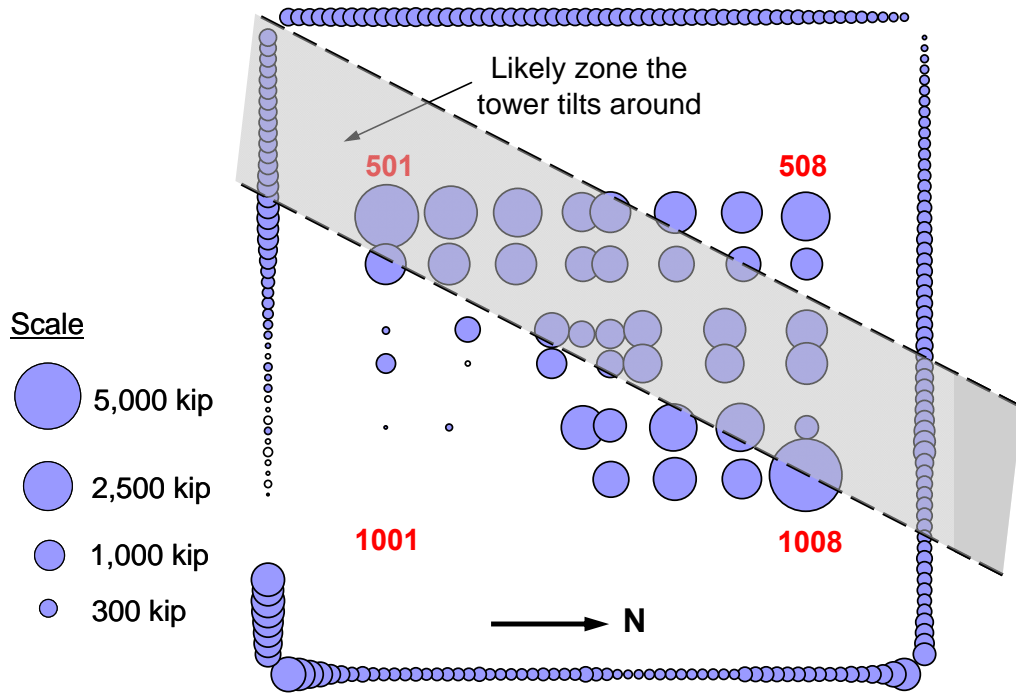 Likely zone the
tower tilts around
501
508
Scale
5,000 kip
2,500 kip
1,000 kip
300 kip
1001
1008
N